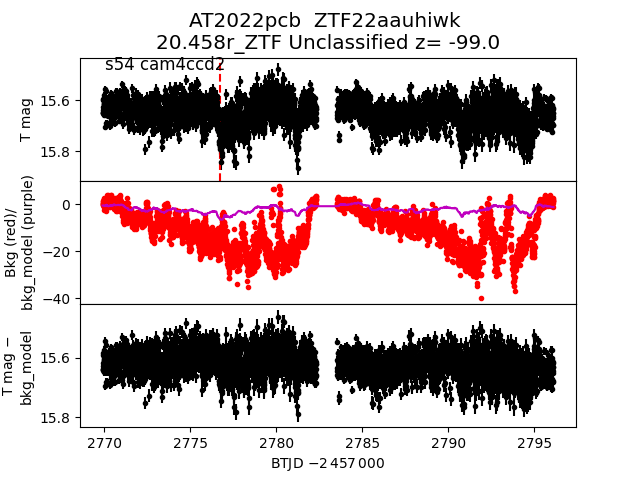 AT2022pcb  ZTF22aauhiwk
20.458r_ZTF Unclassified z= -99.0
s54 cam4ccd2
T mag
15.6
15.8
Bkg (red)/
bkg_model (purple)
0
−20
−40
T mag −
bkg_model
15.6
15.8
2770 2775 2780 2785 2790 2795
BTJD −2 457 000